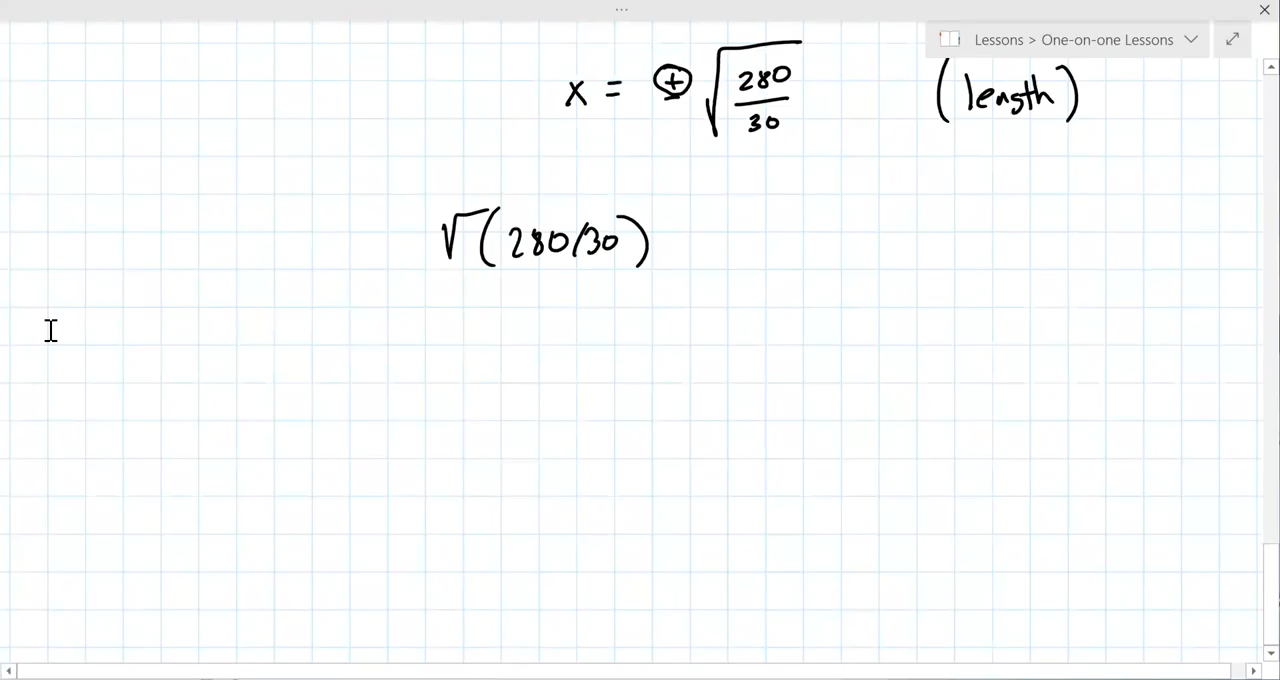 Lessons > One-on-one Lessons
x = ± √(280/30) (length)
√(280/30)